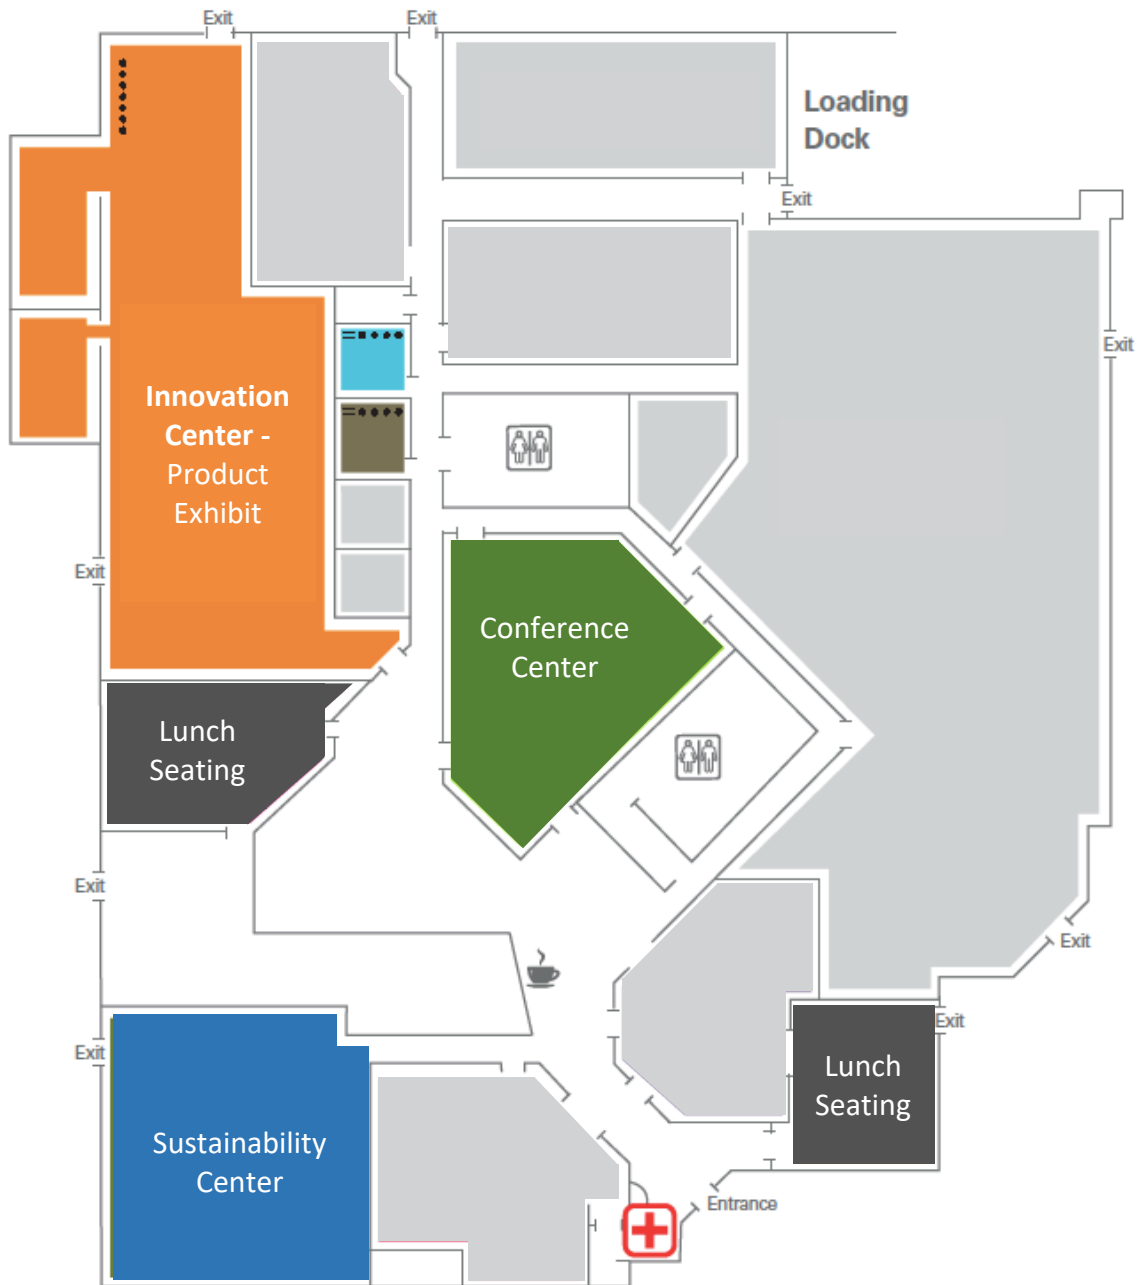 Exit
Exit
Loading
Dock
Exit
Exit
Innovation
Center -
Product
Exhibit
Exit
Conference
Center
Lunch
Seating
Exit
Exit
Exit
Exit
Lunch
Seating
Sustainability
Center
Entrance